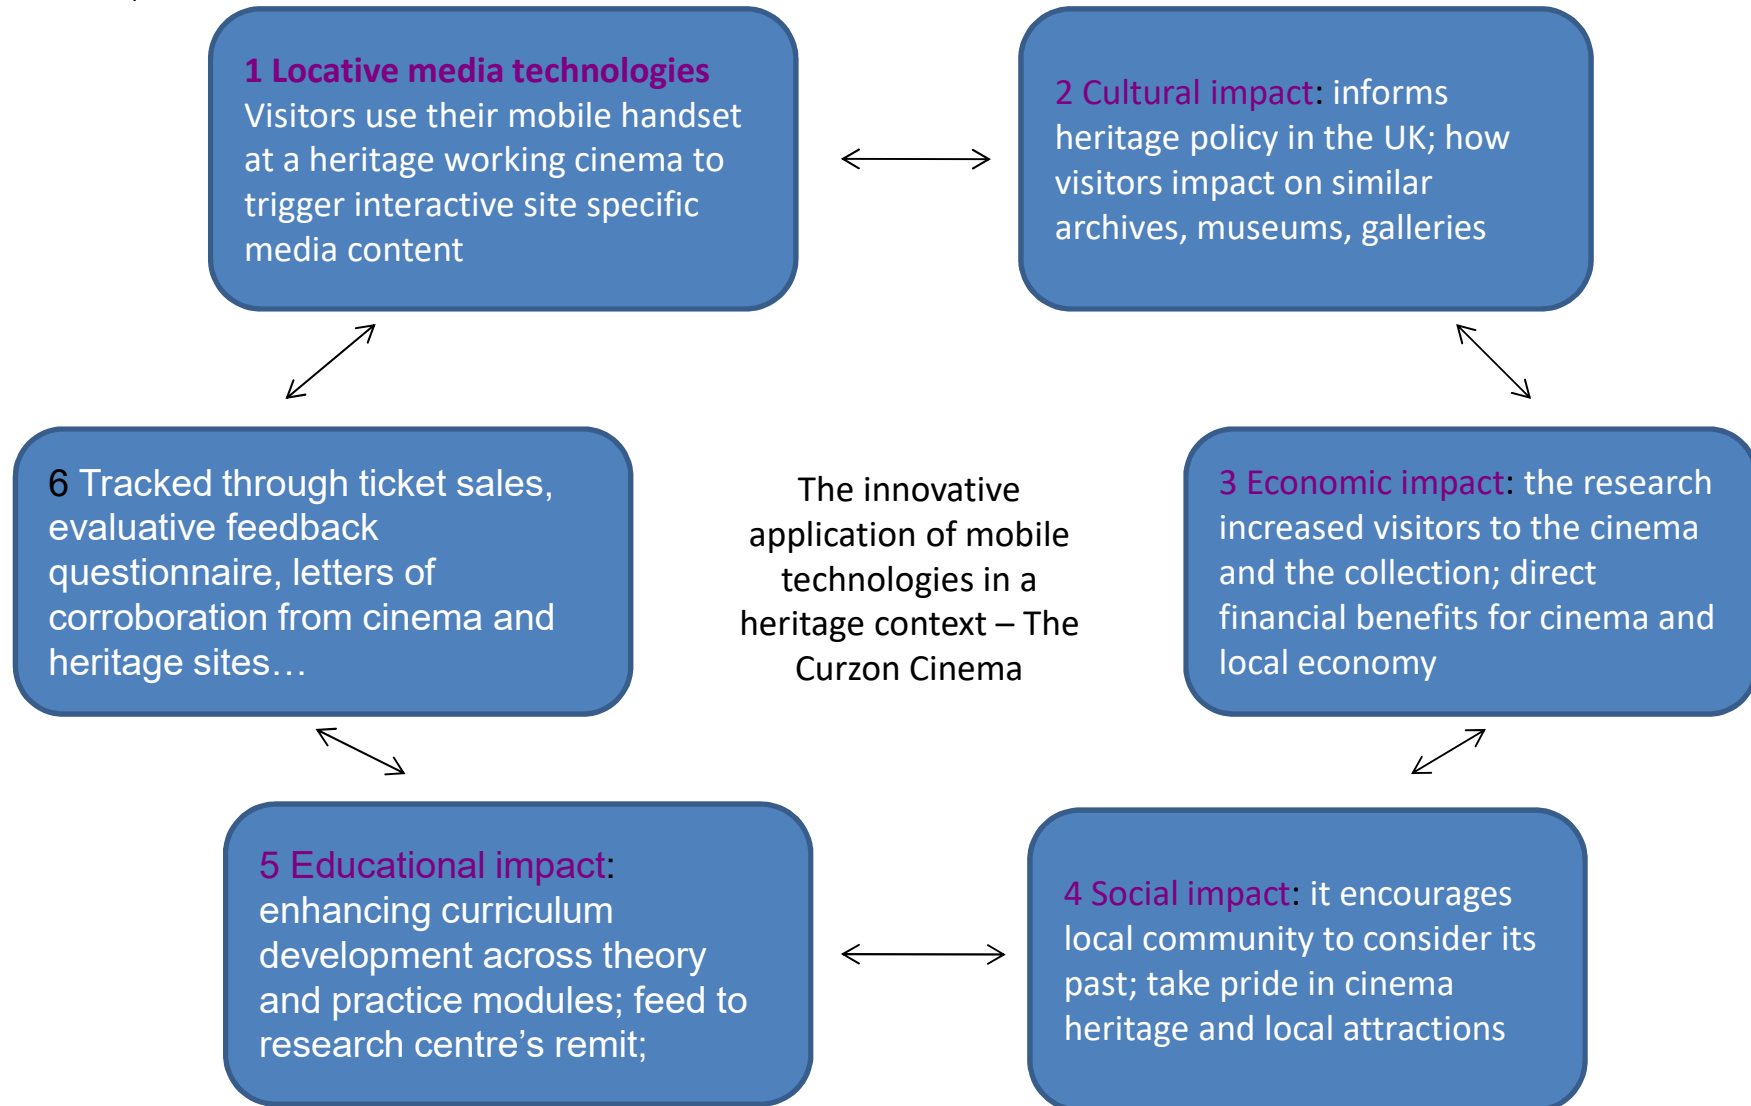 1 Locative media technologies
Visitors use their mobile handset
at a heritage working cinema to
trigger interactive site specific
media content
2 Cultural impact: informs
heritage policy in the UK; how
visitors impact on similar
archives, museums, galleries
6 Tracked through ticket sales,
evaluative feedback
questionnaire, letters of
corroboration from cinema and
heritage sites…
The innovative
application of mobile
technologies in a
heritage context – The
Curzon Cinema
3 Economic impact: the research
increased visitors to the cinema
and the collection; direct
financial benefits for cinema and
local economy
5 Educational impact:
enhancing curriculum
development across theory
and practice modules; feed to
research centre’s remit;
4 Social impact: it encourages
local community to consider its
past; take pride in cinema
heritage and local attractions